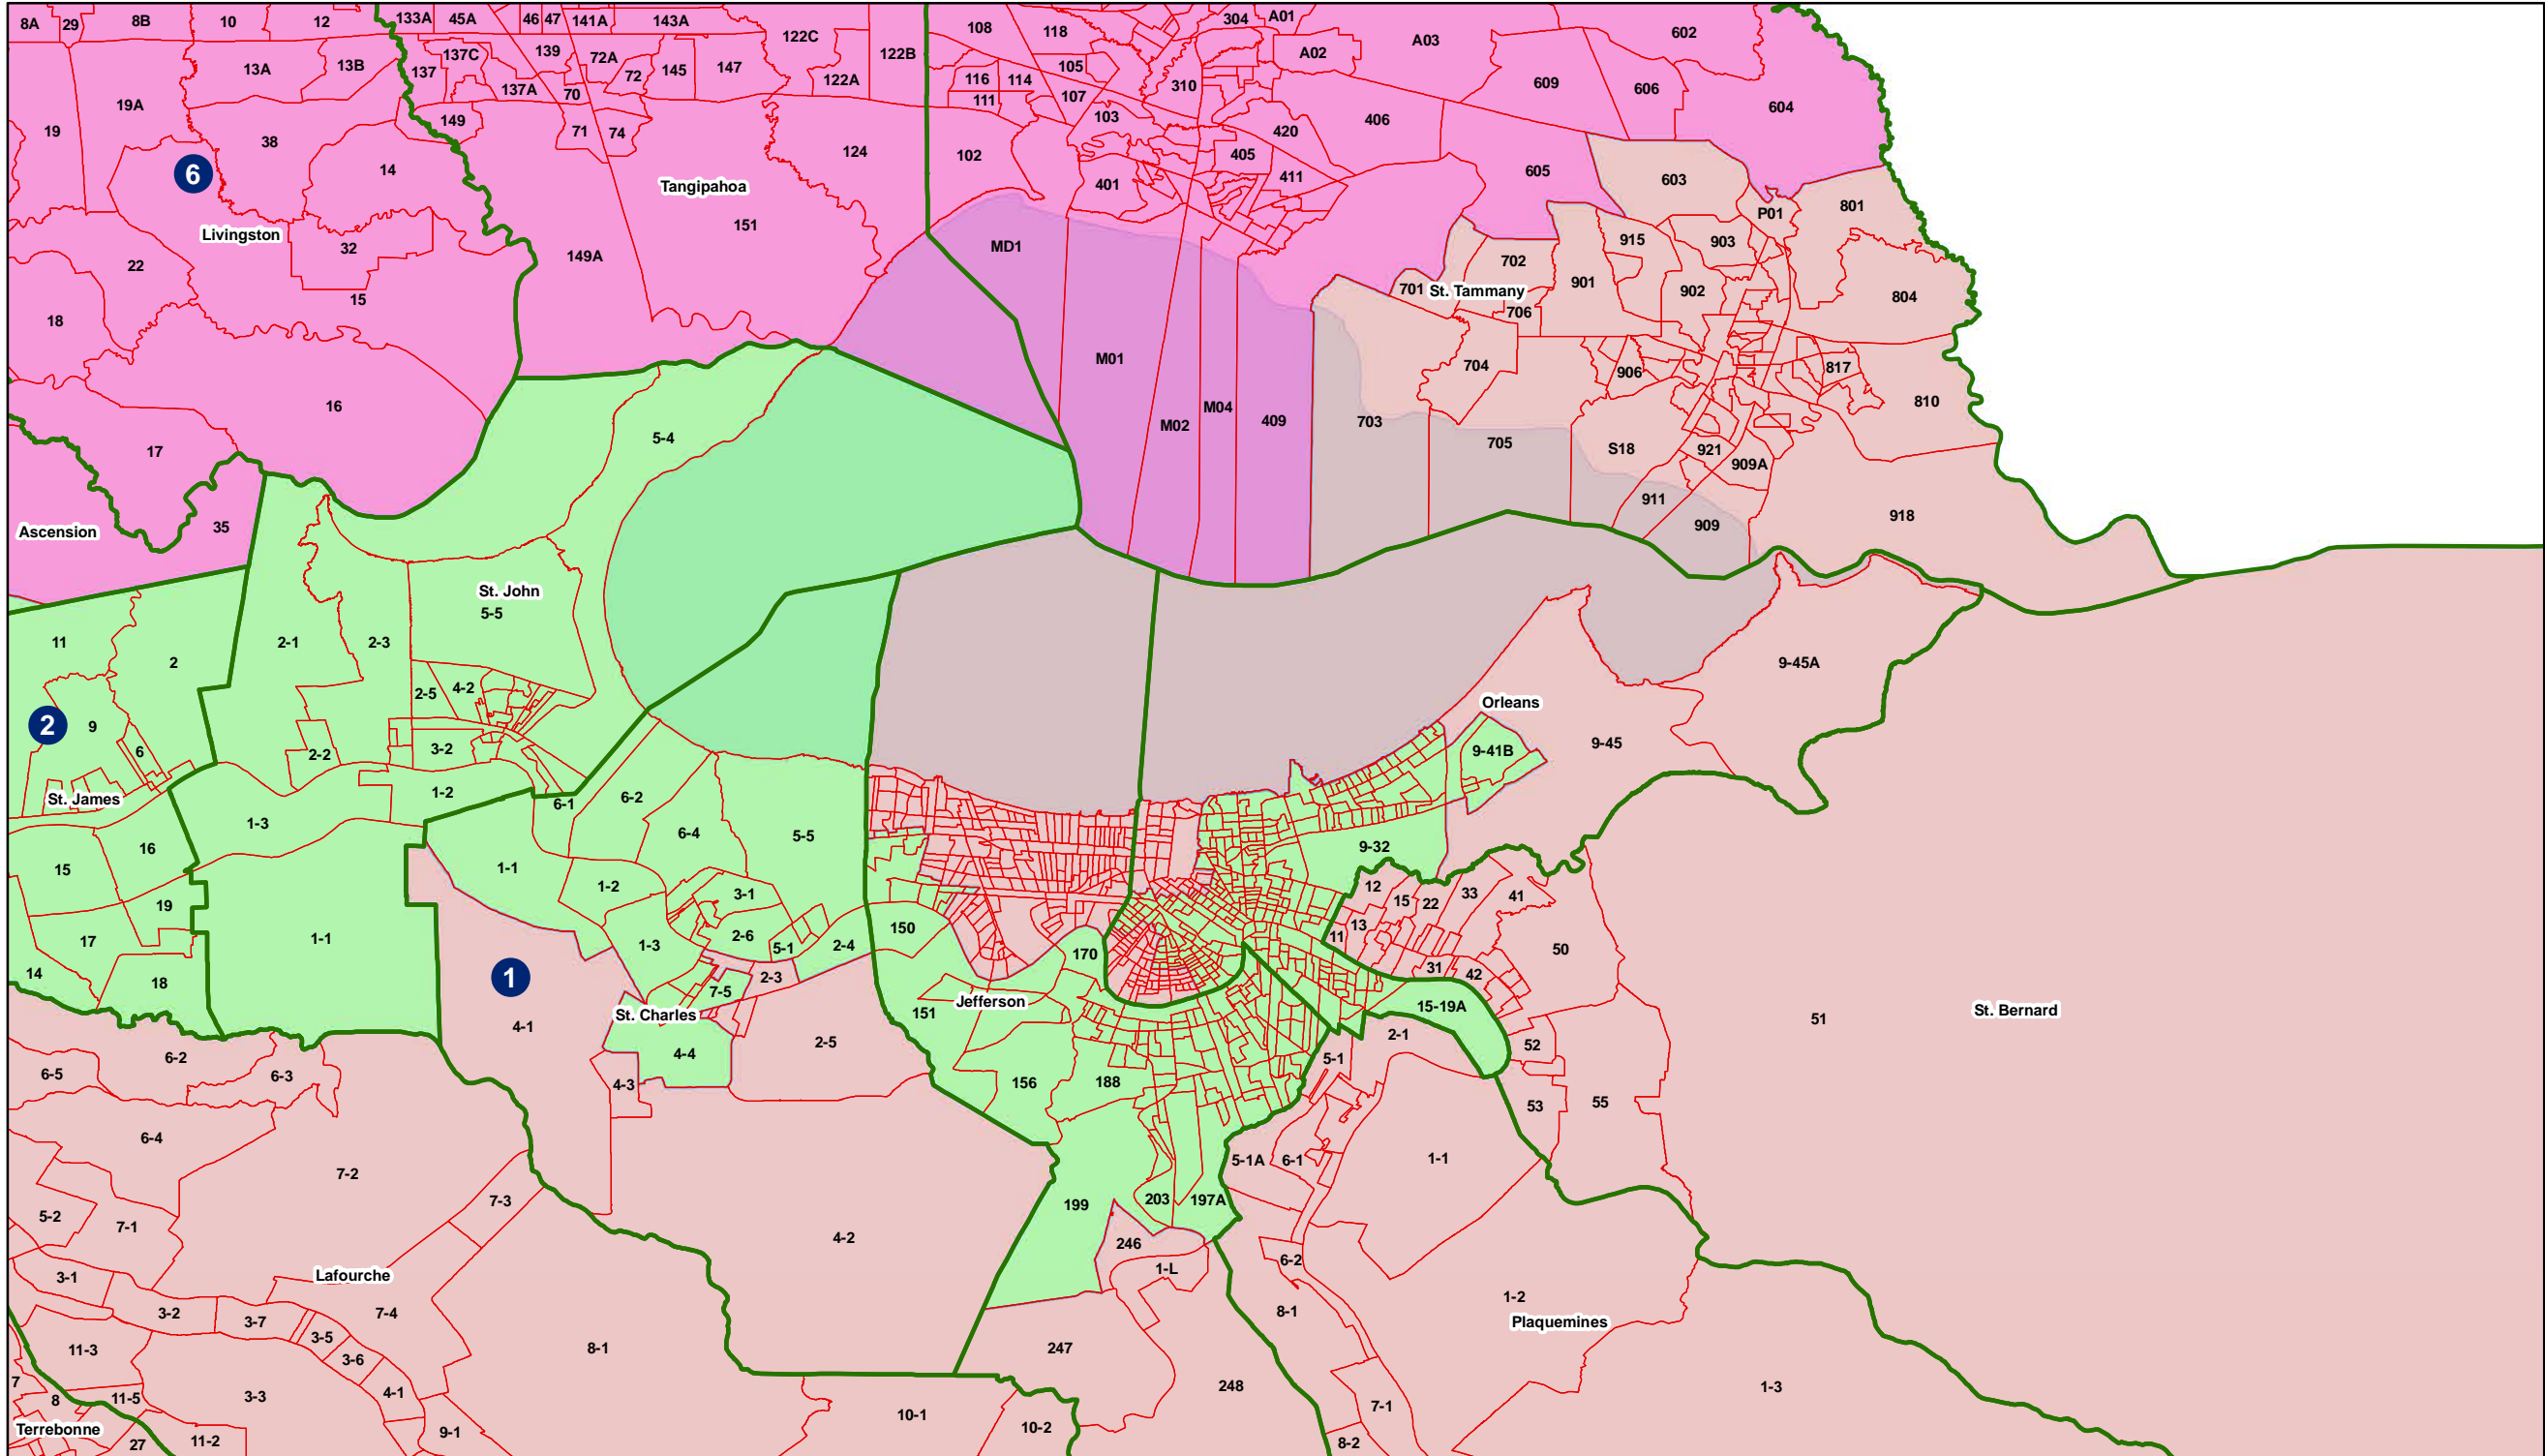 8A 29 8B 10 12 133A 45A 46 47 141A 143A 122C 122B 108 118 304 A01 A02 A03 602
13A 13B 137 137C 139 72A 72 145 147 122A 116 114 105 310 609 606 604
19A 137A 70 111 107
19 38 149 71 74 124 102 103 420 406
6 14 Tangipahoa 401 405 411 605 603 801
Livingston 32 151 P01
22 149A MD1 702 915 903
18 15 701 St. Tammany 901 902 804
706
16 M01 704 906 817
17 5-4 M02 M04 409 703 705 S18 810
921 909A
Ascension 35 911 909 918
St. John
5-5
11 2 2-1 2-3 9-45A
2-5 4-2 Orleans
2 9 6 2-2 3-2 9-41B 9-45
St. James 1-2 6-1 6-2
1-3 6-4 5-5
15 16 1-1 9-32
19 1-2 3-1 12 15 22 33 41
17 1-1 1-3 2-6 5-1 2-4 150 170 11 13 50
14 18 1 7-5 2-3 31 42
St. Charles Jefferson 15-19A St. Bernard
4-1 151 51
6-2 4-4 2-5 5-1 2-1 52
6-5 6-3 4-3 156 188 53 55
6-4
7-2 5-1A 6-1 1-1
5-2 7-1 7-3 199 203 197A
4-2 246
3-1 Lafourche 1-L 6-2
3-2 3-7 7-4 8-1 1-2
3-5 Plaquemines
11-3 3-6 8-1 247
7 8 11-5 3-3 4-1 248 1-3
7-1
Terrebonne 27 11-2 9-1 10-1 10-2 8-2